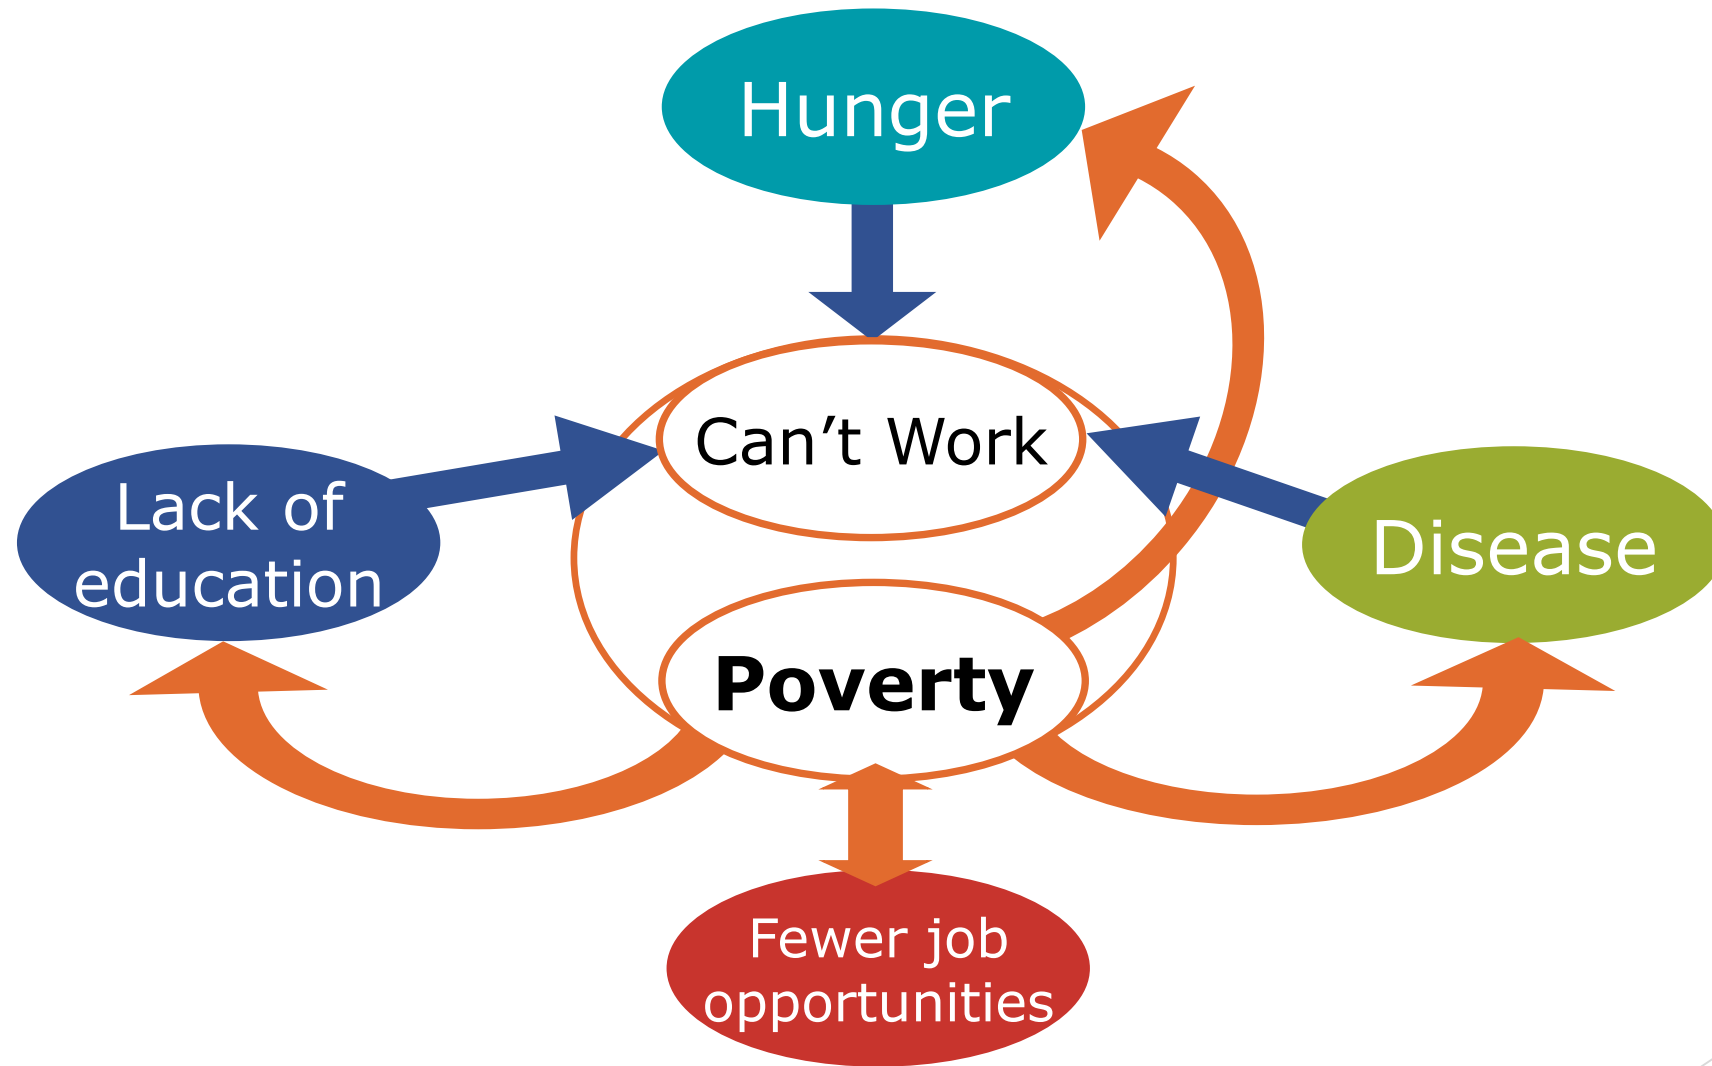 Hunger
Can’t Work
Lack of
education
Disease
Poverty
Fewer job
opportunities